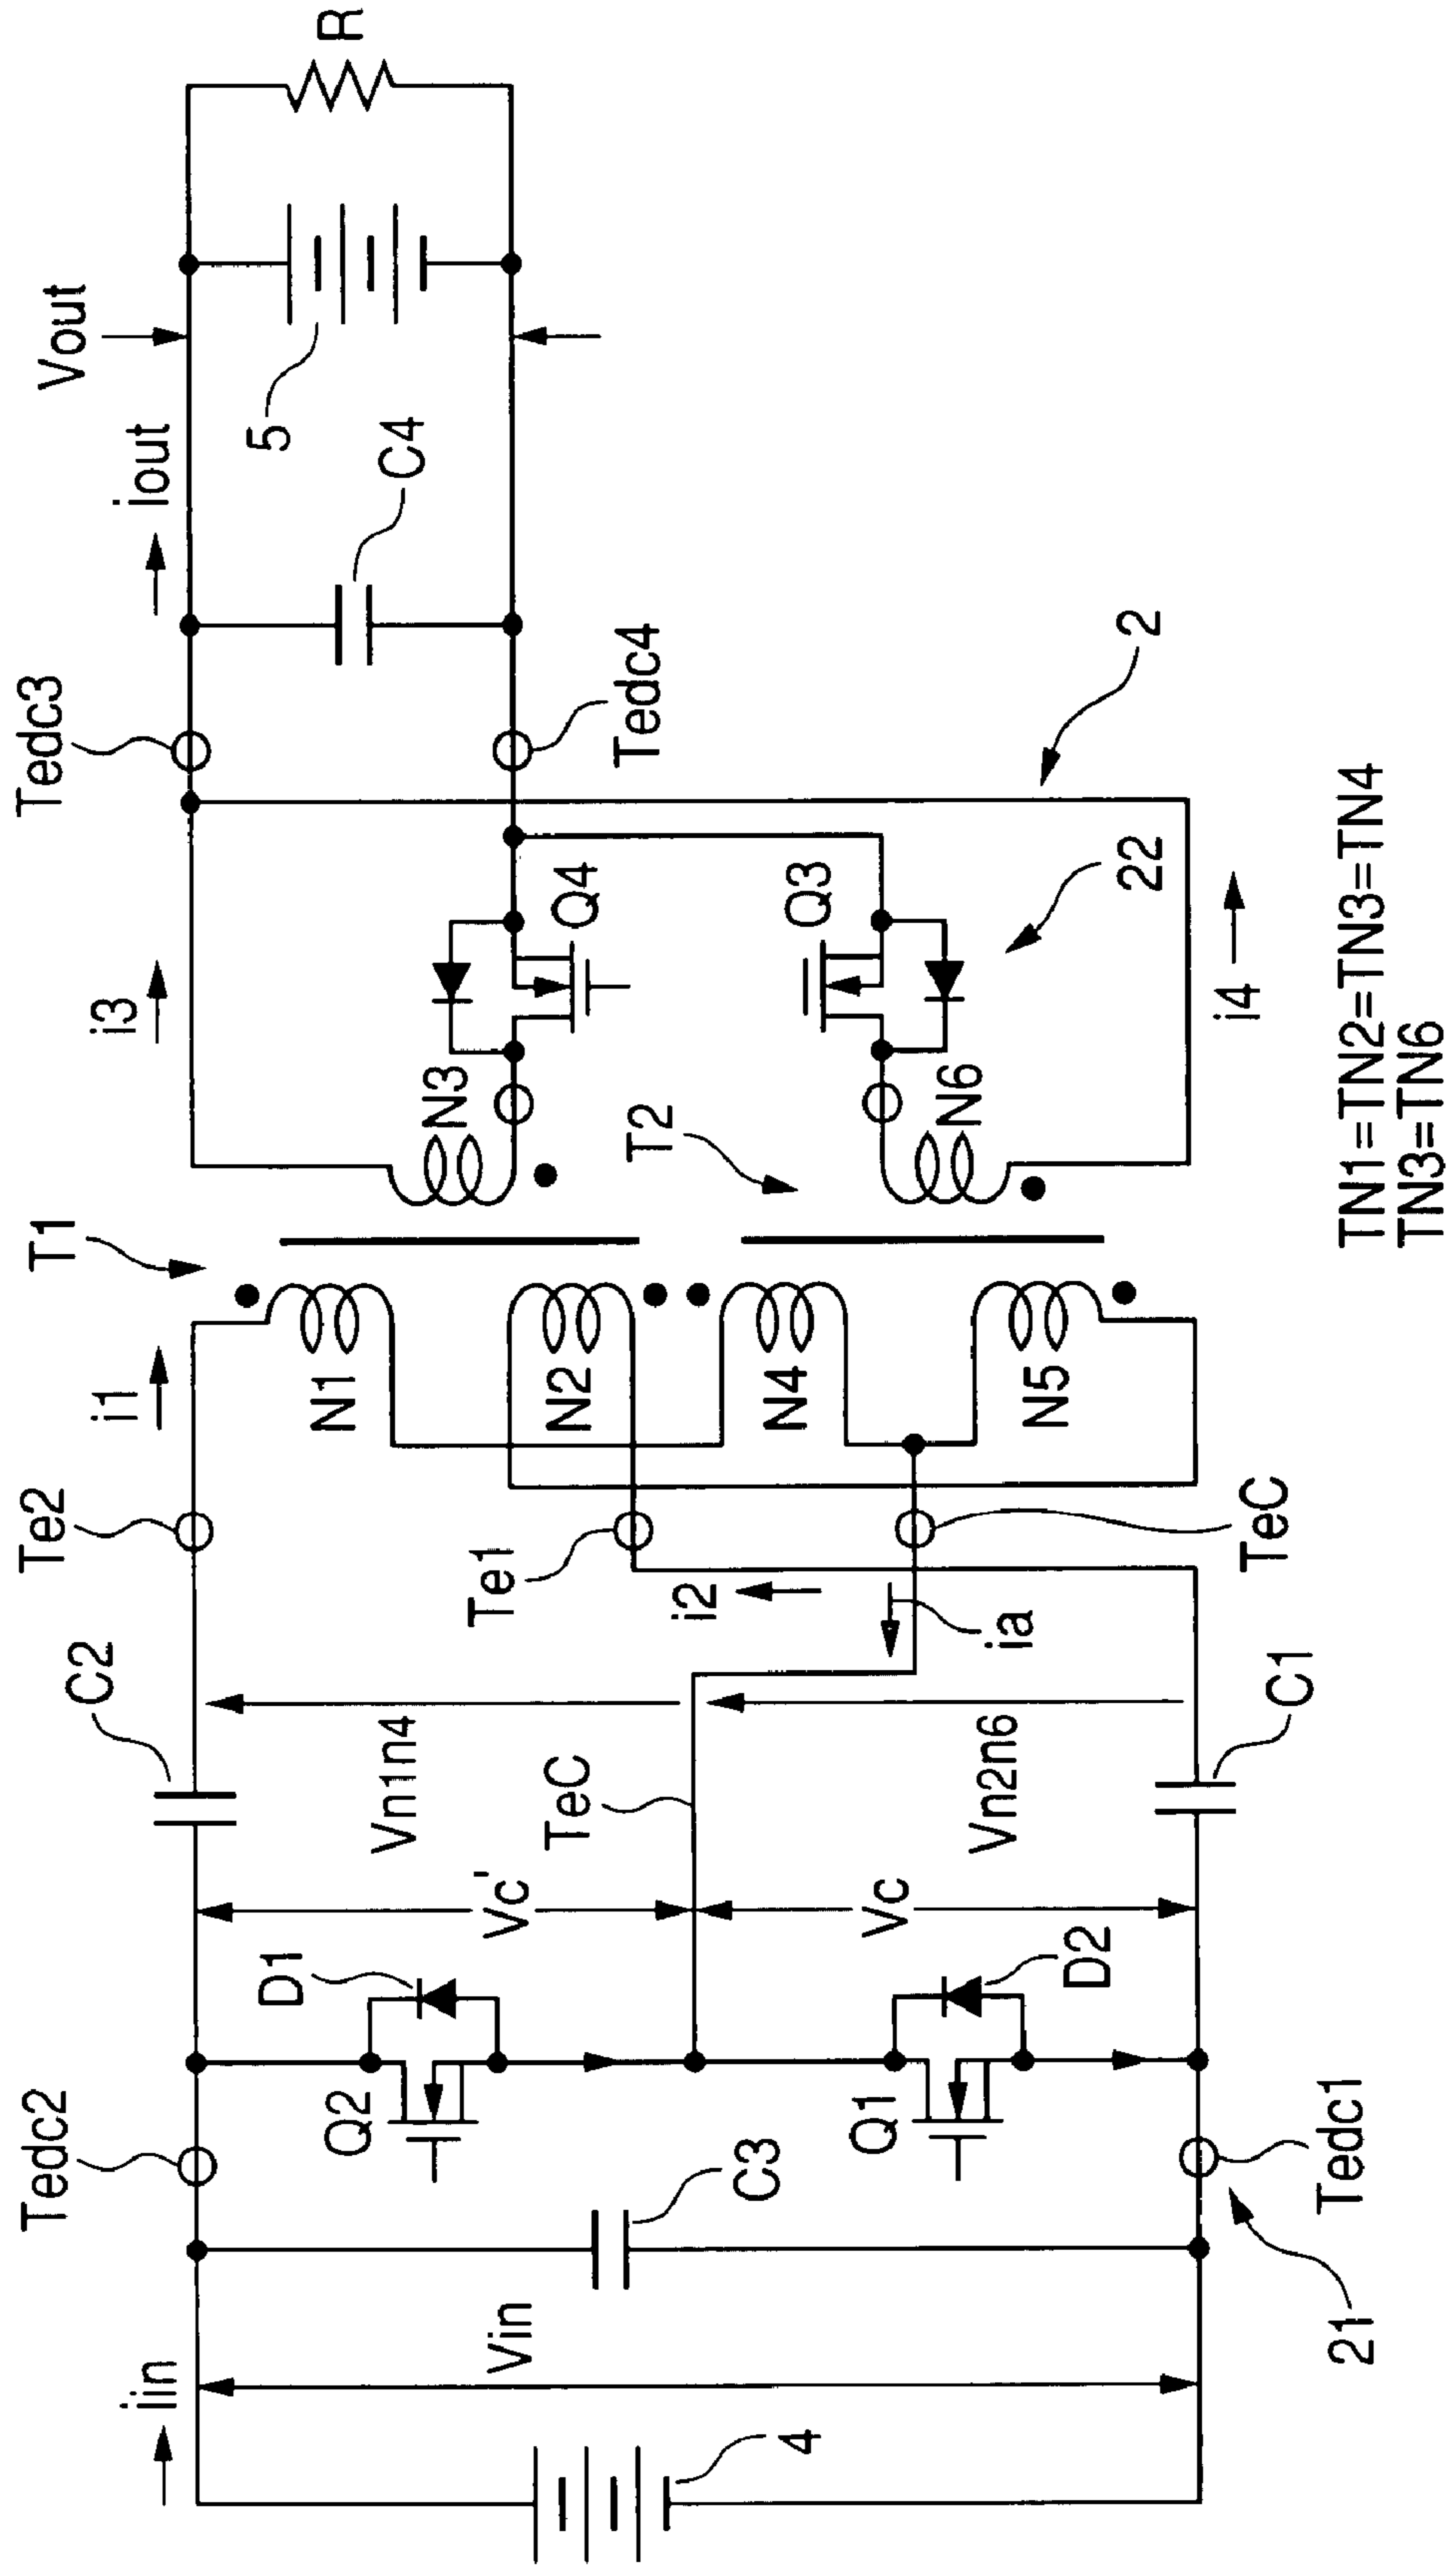 iin
Vin
4
21
Tedc2
Tedc1
C3
Q2
Q1
D1
D2
Vc'
Vc
TeC
C2
C1
Vn1n4
Vn2n6
ia
i2
Te2
Te1
TeC
i1
N1
N2
N4
N5
T1
T2
N3
N6
i3
i4
Q4
Q3
22
2
Tedc3
Tedc4
iout
C4
5
Vout
R
TN1=TN2=TN3=TN4
TN3=TN6